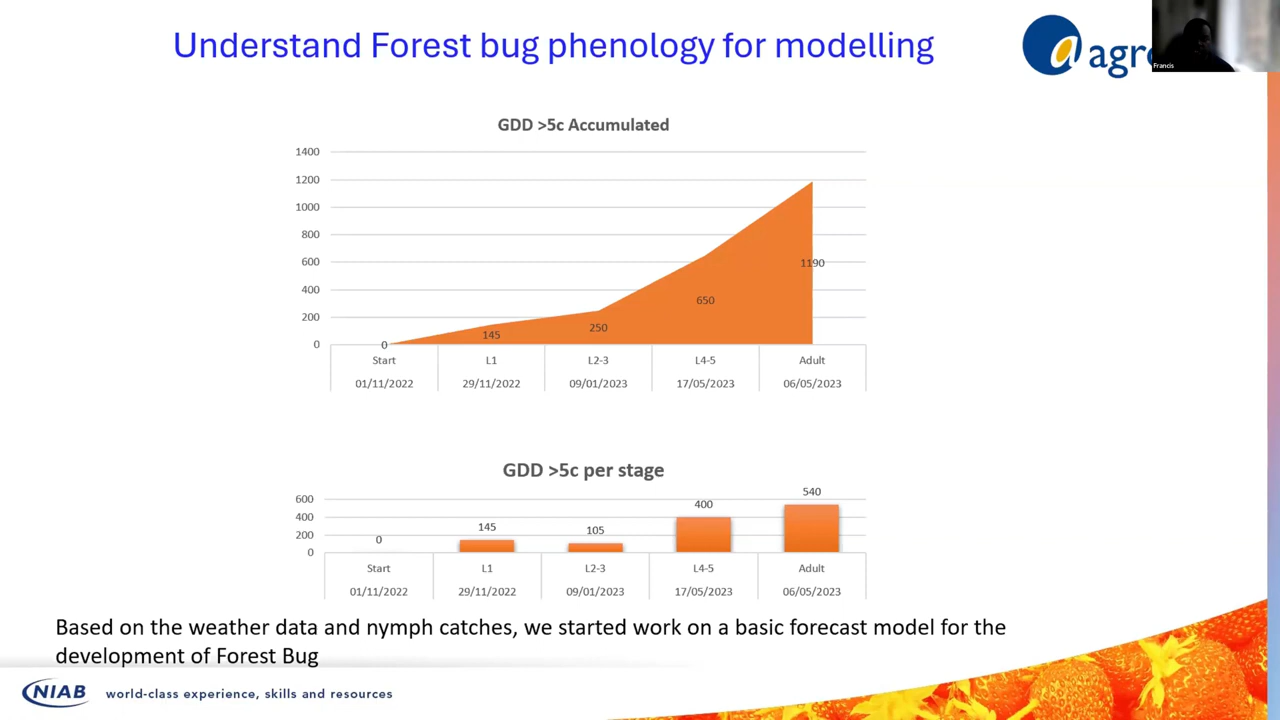 Understand Forest bug phenology for modelling
agr
Francis
GDD >5c Accumulated
1400
1200
1000
800
600
400
200
0
0
145
250
650
1190
Start L1 L2-3 L4-5 Adult
01/11/2022 29/11/2022 09/01/2023 17/05/2023 06/05/2023
GDD >5c per stage
600
400
200
0
0
145
105
400
540
Start L1 L2-3 L4-5 Adult
01/11/2022 29/11/2022 09/01/2023 17/05/2023 06/05/2023
Based on the weather data and nymph catches, we started work on a basic forecast model for the
development of Forest Bug
NIAB world-class experience, skills and resources